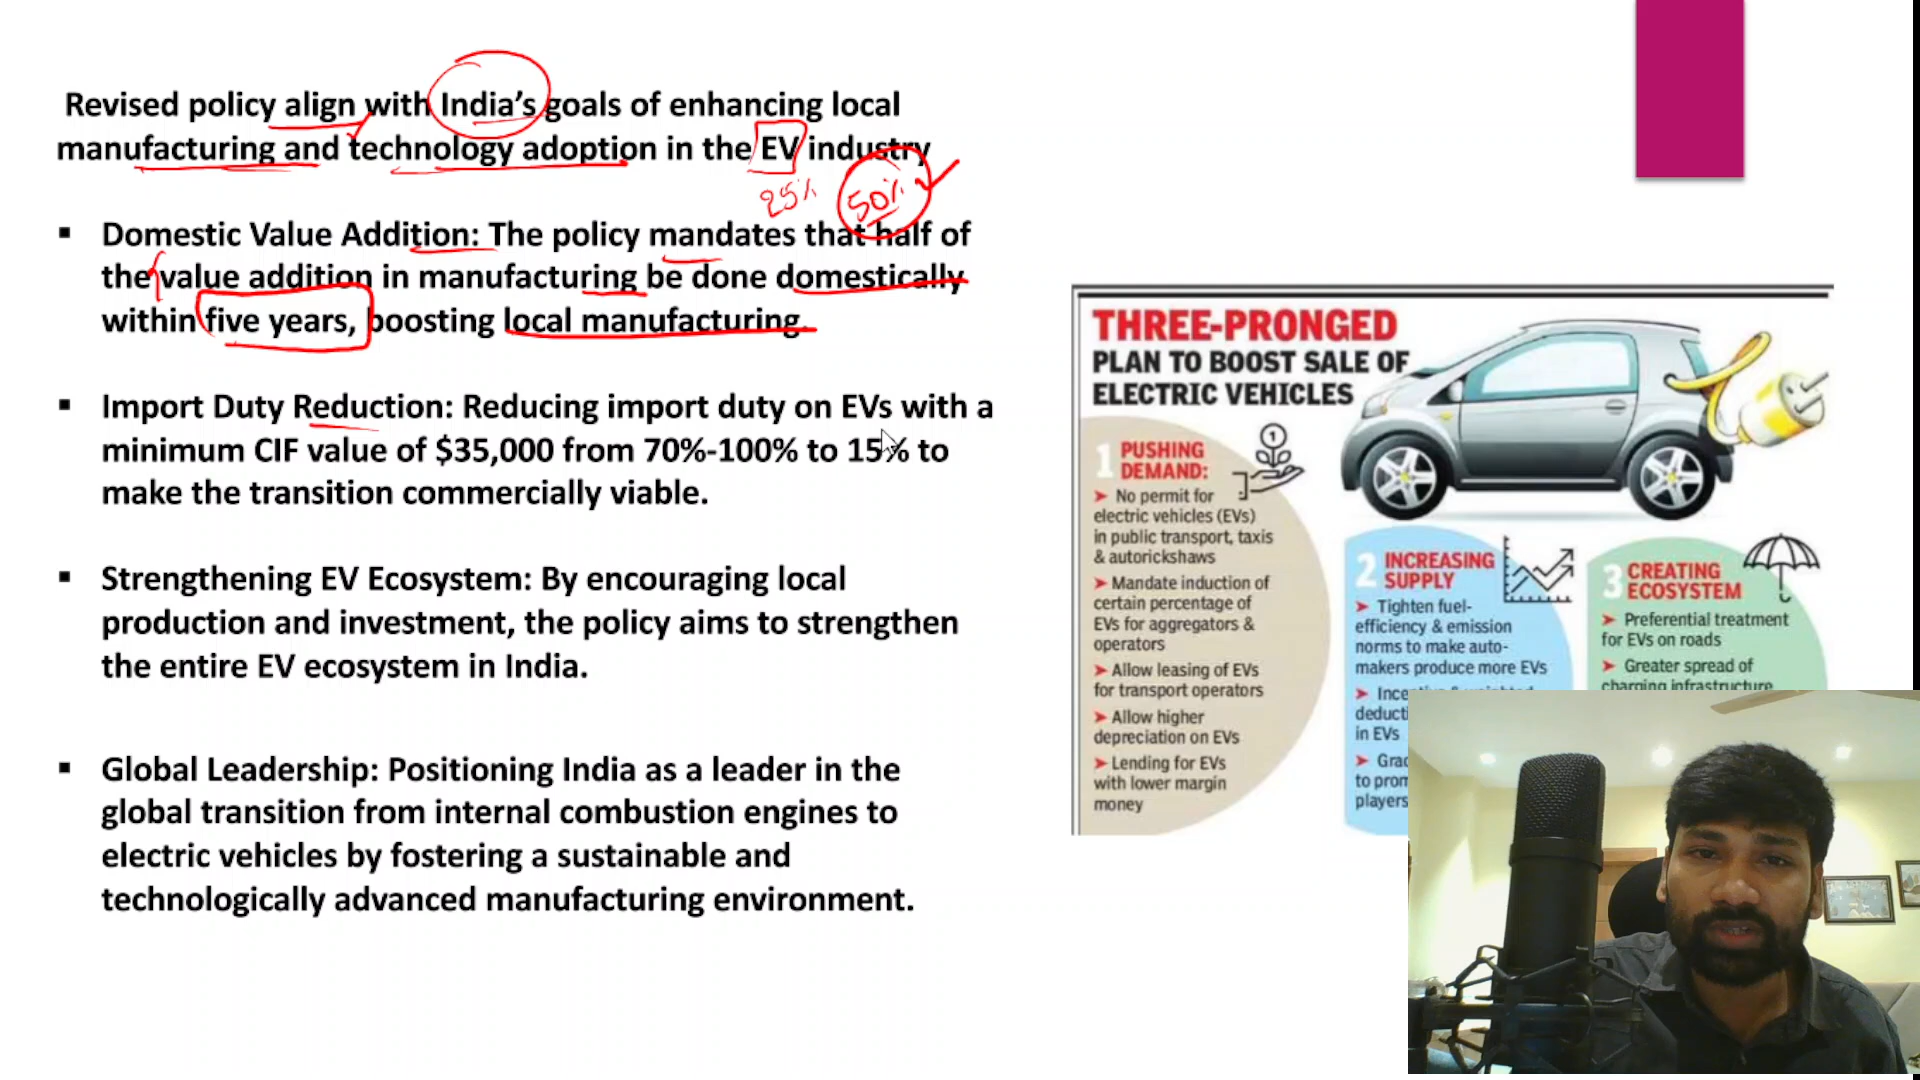 Revised policy align with India's goals of enhancing local
manufacturing and technology adoption in the EV industry
25%
50%
▪ Domestic Value Addition: The policy mandates that half of
the value addition in manufacturing be done domestically
within five years, boosting local manufacturing.
▪ Import Duty Reduction: Reducing import duty on EVs with a
minimum CIF value of $35,000 from 70%-100% to 15% to
make the transition commercially viable.
▪ Strengthening EV Ecosystem: By encouraging local
production and investment, the policy aims to strengthen
the entire EV ecosystem in India.
▪ Global Leadership: Positioning India as a leader in the
global transition from internal combustion engines to
electric vehicles by fostering a sustainable and
technologically advanced manufacturing environment.
THREE-PRONGED
PLAN TO BOOST SALE OF
ELECTRIC VEHICLES
1 PUSHING
DEMAND:
1
➤ No permit for
electric vehicles (EVs)
in public transport, taxis
& autorickshaws
➤ Mandate induction of
certain percentage of
EVs for aggregators &
operators
➤ Allow leasing of EVs
for transport operators
➤ Allow higher
depreciation on EVs
➤ Lending for EVs
with lower margin
money
2 INCREASING
SUPPLY
➤ Tighten fuel-
efficiency & emission
norms to make auto-
makers produce more EVs
➤
in EVs
➤
players
3 CREATING
ECOSYSTEM
➤ Preferential treatment
for EVs on roads
➤ Greater spread of
charging infrastructure